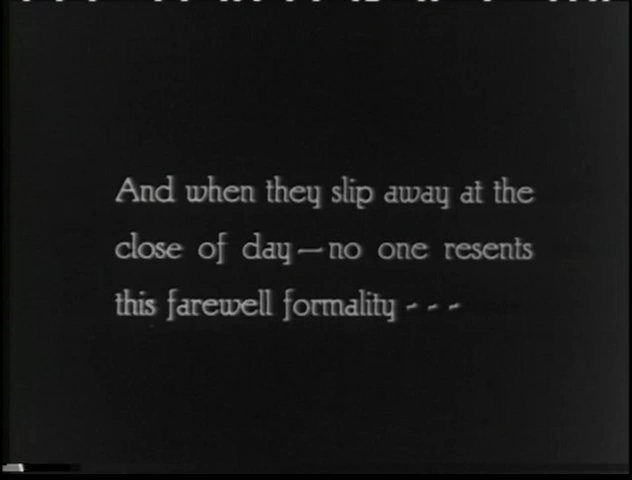 And when they slip away at the
close of day—no one resents
this farewell formality - - -